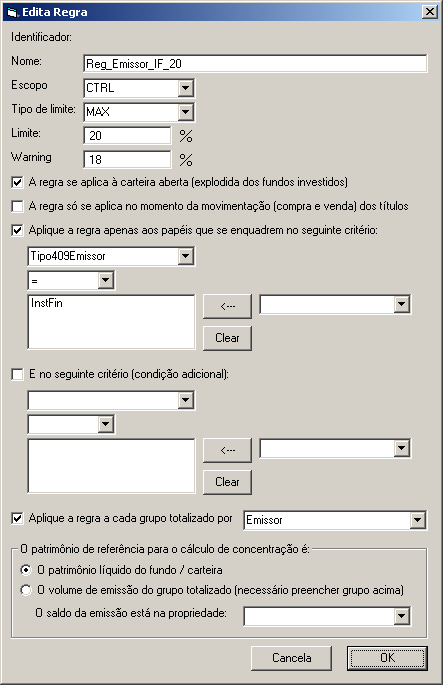 Edita Regra
Identificador:
Nome: Reg_Emissor_IF_20
Escopo CTRL
Tipo de limite: MAX
Limite: 20 %
Warning 18 %
A regra se aplica à carteira aberta (explodida dos fundos investidos)
A regra só se aplica no momento da movimentação (compra e venda) dos títulos
Aplique a regra apenas aos papéis que se enquadrem no seguinte critério:
Tipo409Emissor
=
InstFin <---
Clear
E no seguinte critério (condição adicional):
<---
Clear
Aplique a regra a cada grupo totalizado por Emissor
O patrimônio de referência para o cálculo de concentração é:
O patrimônio líquido do fundo / carteira
O volume de emissão do grupo totalizado (necessário preencher grupo acima)
O saldo da emissão está na propriedade:
Cancela OK